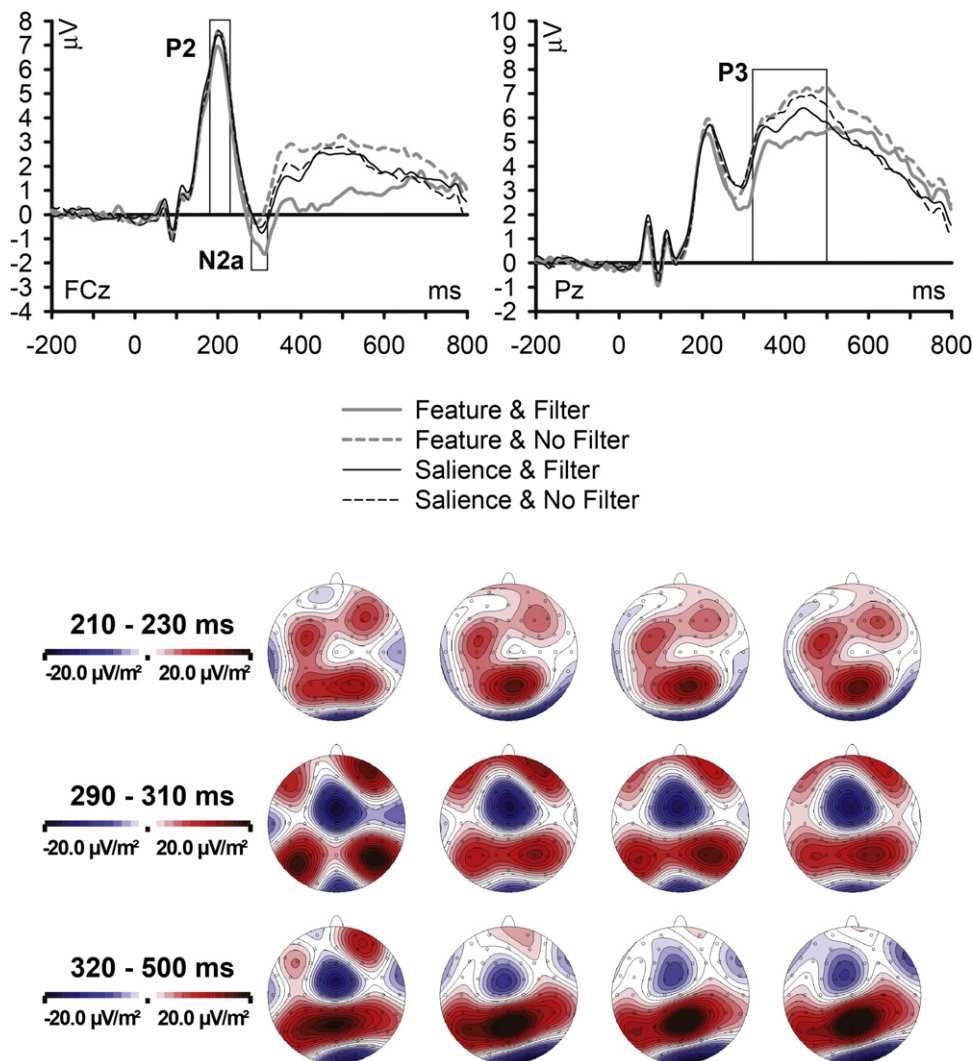 8
7
6
5
4
3
2
1
0
-1
-2
-3
-4
µV
P2
N2a
FCz
ms
-200 0 200 400 600 800
10
9
8
7
6
5
4
3
2
1
0
-1
-2
µV
P3
Pz
ms
-200 0 200 400 600 800
Feature & Filter
Feature & No Filter
Salience & Filter
Salience & No Filter
210 - 230 ms
-20.0 µV/m² 20.0 µV/m²
290 - 310 ms
-20.0 µV/m² 20.0 µV/m²
320 - 500 ms
-20.0 µV/m² 20.0 µV/m²